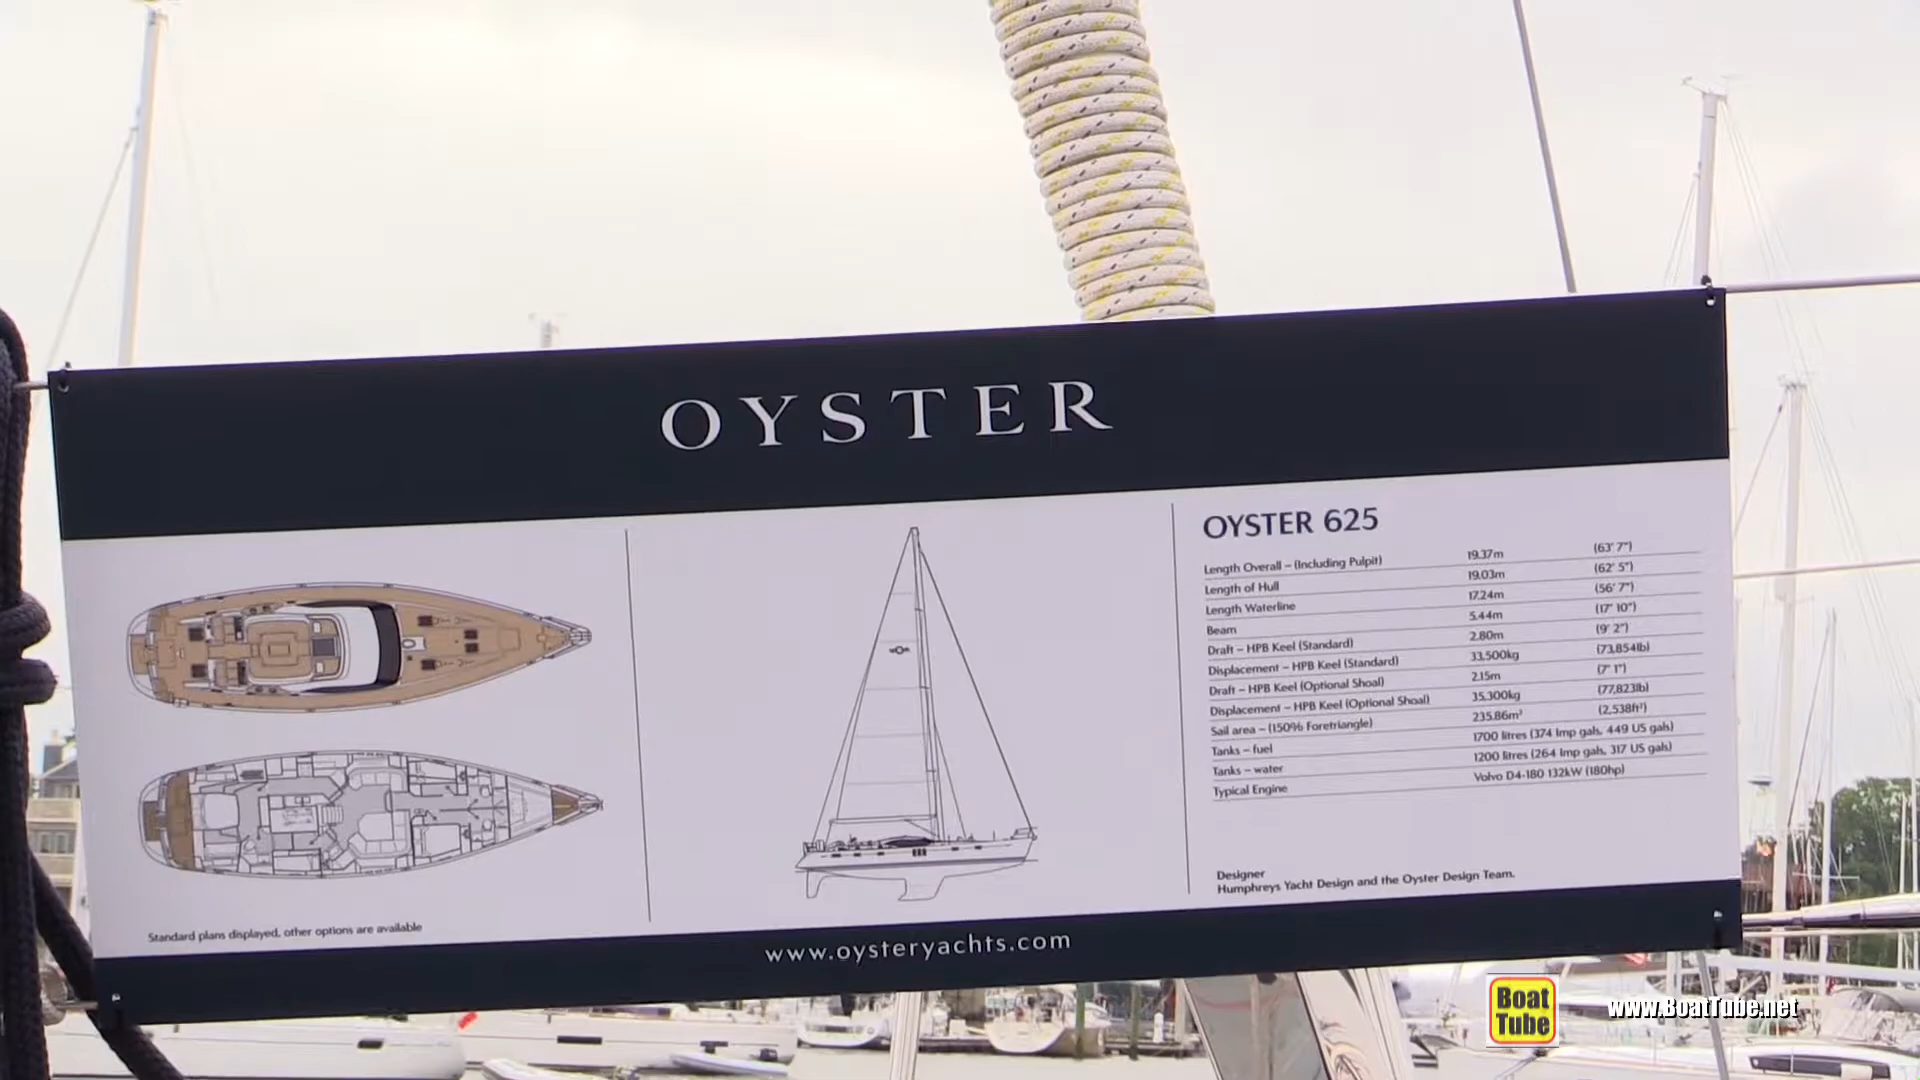 OYSTER
OYSTER 625
Length Overall – (Including Pulpit) 19.37m (63' 7")
Length of Hull 19.03m (62' 5")
Length Waterline 17.24m (56' 7")
Beam 5.44m (17' 10")
Draft – HPB Keel (Standard) 2.80m (9' 2")
Displacement – HPB Keel (Standard) 33,500kg (73,854lb)
Draft – HPB Keel (Optional Shoal) 2.15m (7' 1")
Displacement – HPB Keel (Optional Shoal) 35,300kg (77,823lb)
Sail area – (150% Foretriangle) 235.86m² (2,538ft²)
Tanks – fuel 1700 litres (374 Imp gals, 449 US gals)
Tanks – water 1200 litres (264 Imp gals, 317 US gals)
Typical Engine Volvo D4-180 132kW (180hp)
Designer
Humphreys Yacht Design and the Oyster Design Team.
Standard plans displayed, other options are available
www.oysteryachts.com
Boat
Tube
www.BoatTube.net